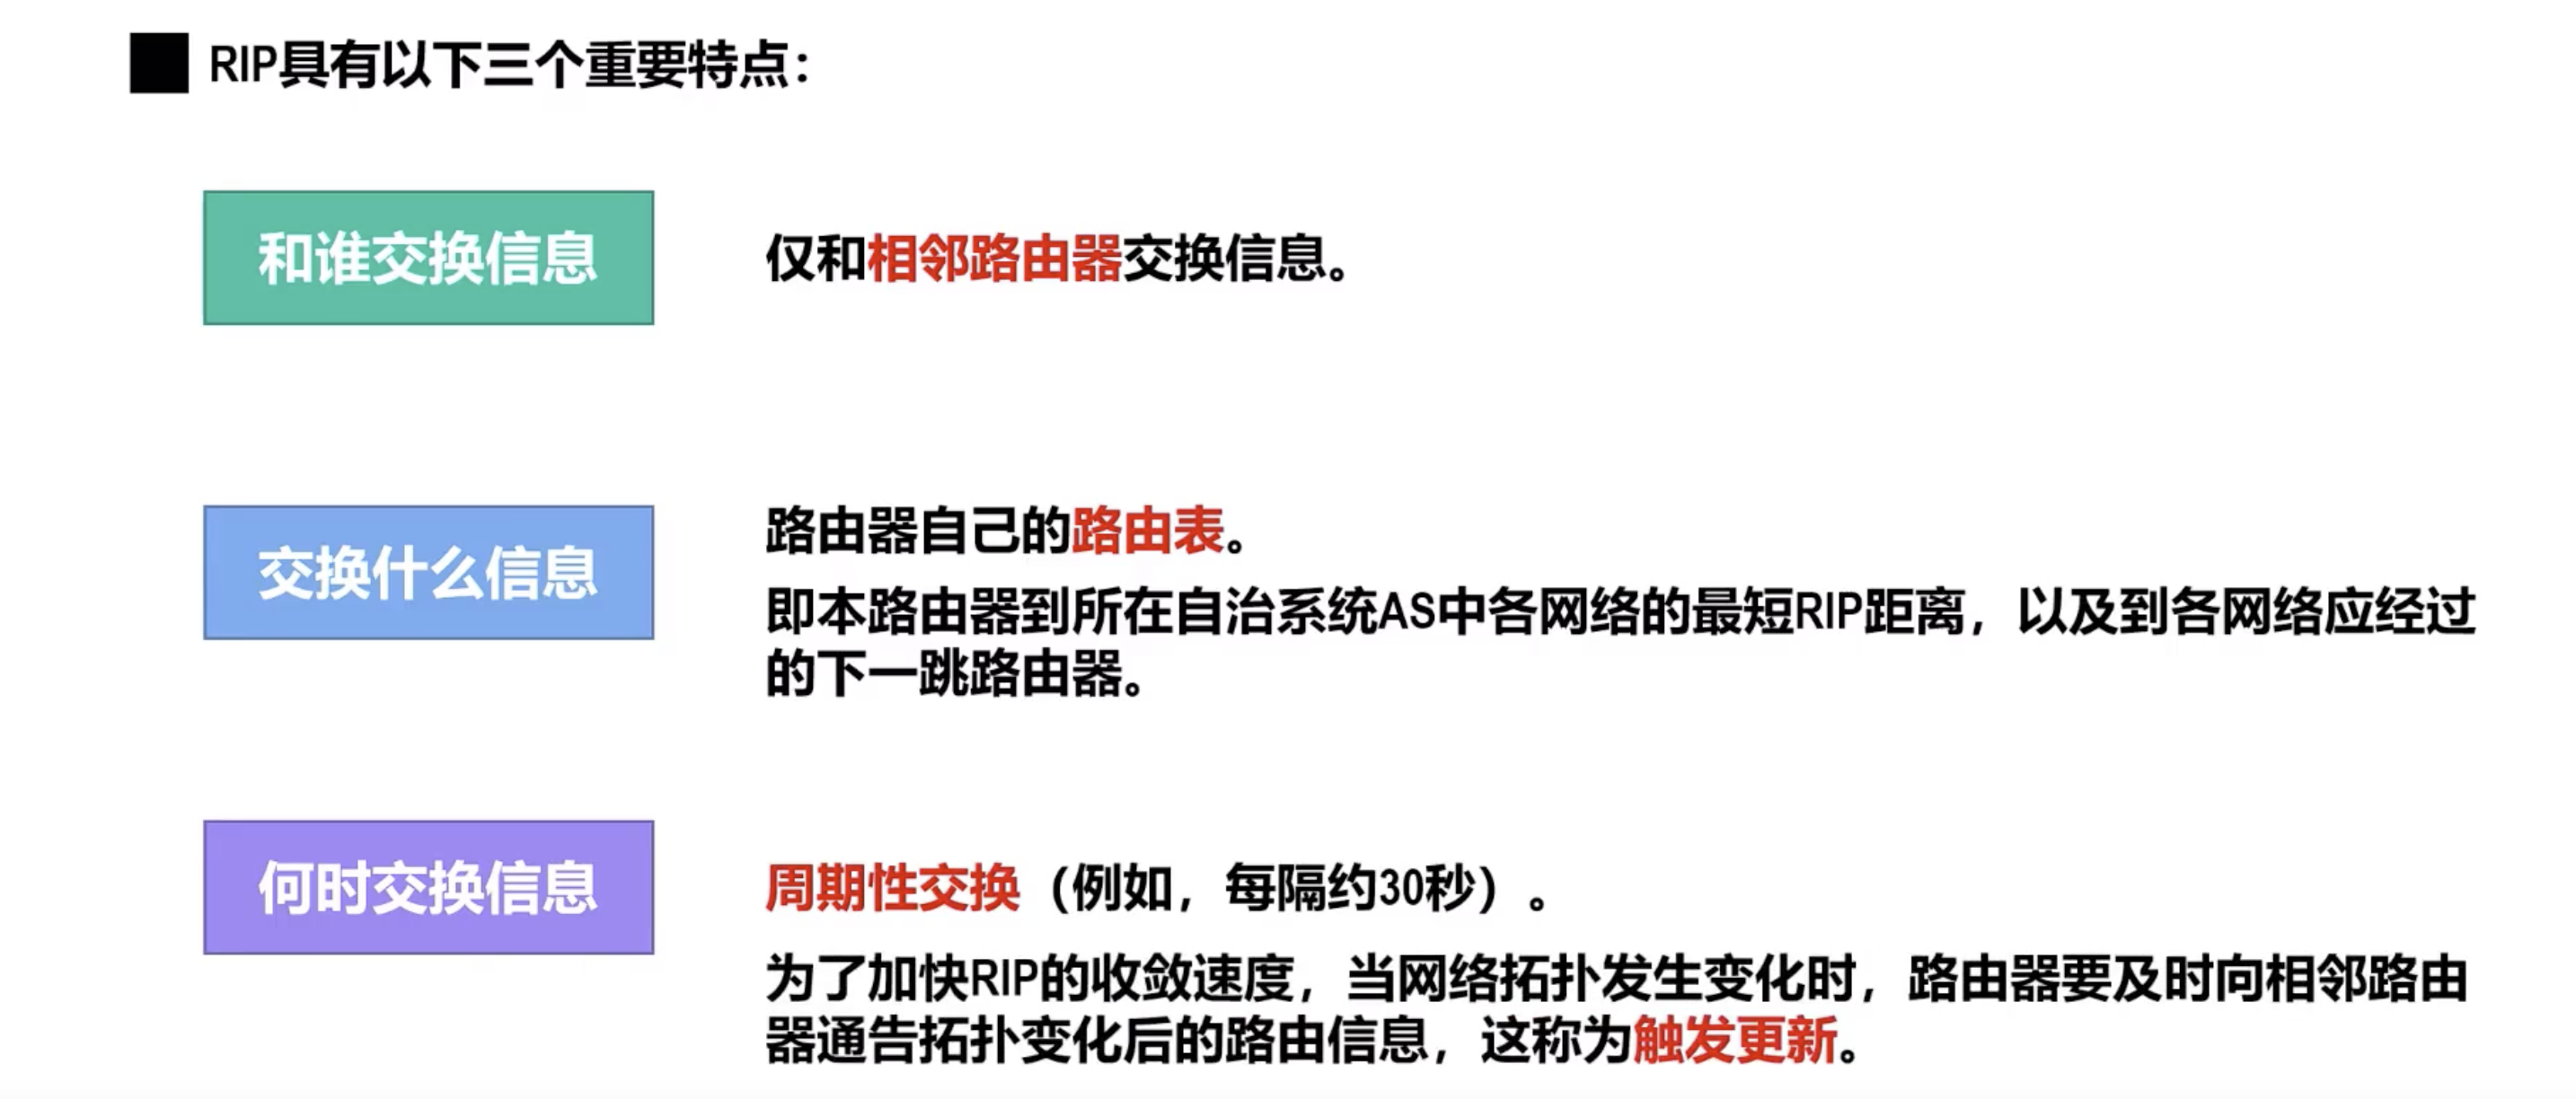 RIP具有以下三个重要特点：
和谁交换信息
仅和相邻路由器交换信息。
交换什么信息
路由器自己的路由表。
即本路由器到所在自治系统AS中各网络的最短RIP距离，以及到各网络应经过
的下一跳路由器。
何时交换信息
周期性交换（例如，每隔约30秒）。
为了加快RIP的收敛速度，当网络拓扑发生变化时，路由器要及时向相邻路由
器通告拓扑变化后的路由信息，这称为触发更新。